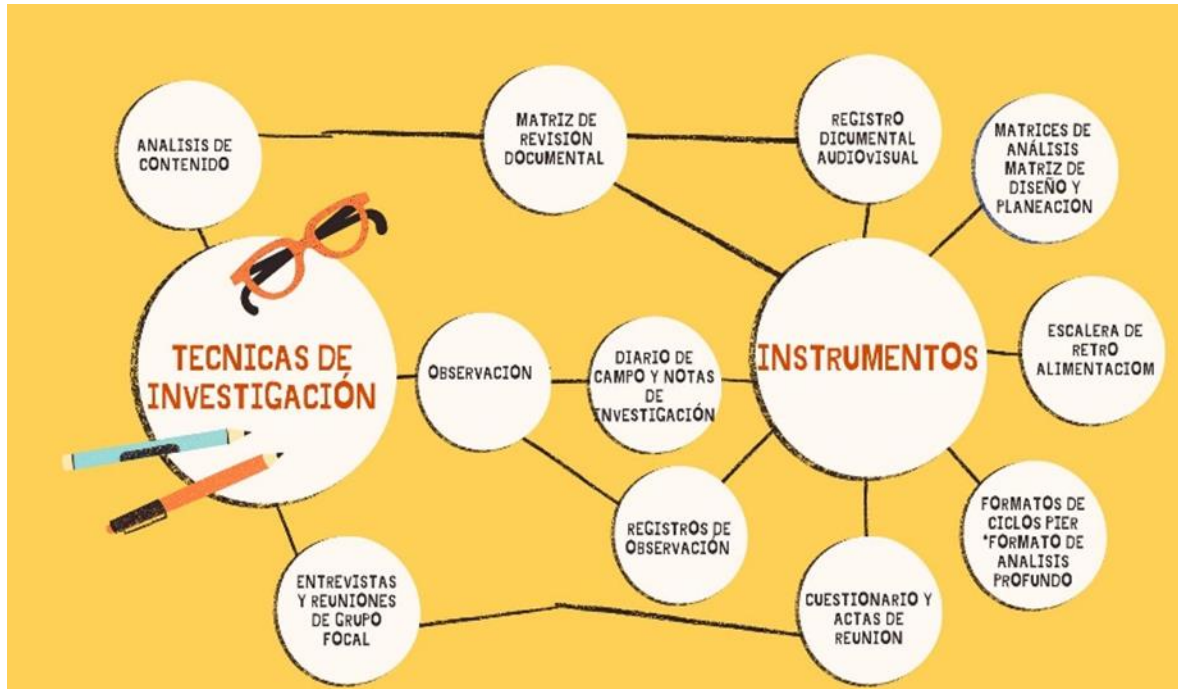 ANALISIS DE
CONTENIDO
MATRIZ DE
REVISIÓN
DOCUMENTAL
REGISTRO
DICUMENTAL
AUDIOVISUAL
MATRICES DE
ANÁLISIS
MATRIZ DE
DISEÑO Y
PLANEACIÓN
TECNICAS DE
INVESTIGACIÓN
OBSERVACION
DIARIO DE
CAMPO Y NOTAS
DE
INVESTIGACIÓN
INSTRUMENTOS
ESCALERA DE
RETRO
ALIMENTACIOM
REGISTROS DE
OBSERVACIÓN
FORMATOS DE
CICLOS PIER
*FORMATO DE
ANALISIS
PROFUNDO
ENTREVISTAS
Y REUNIONES
DE GRUPO
FOCAL
CUESTIONARIO Y
ACTAS DE
REUNION